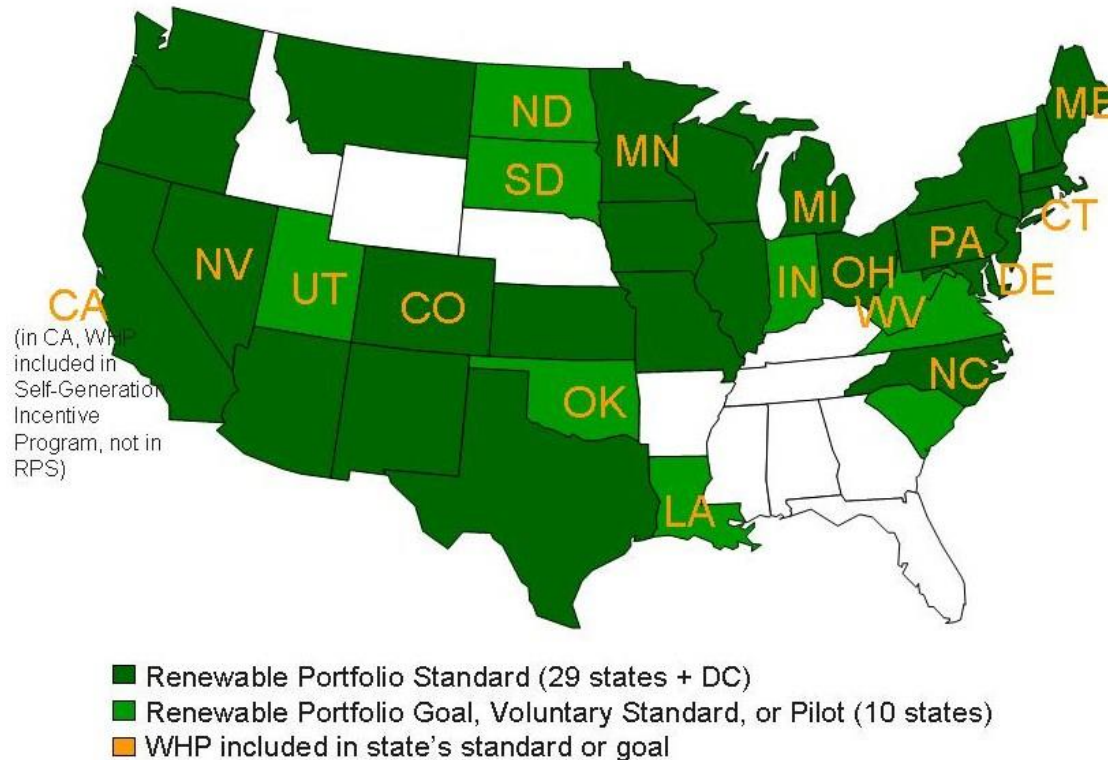 ND
ME
MN
SD
MI
CT
PA
NV
OH
IN
DE
UT
CO
WV
CA
(in CA, WHP
included in
Self-Generation
Incentive
Program, not in
RPS)
NC
OK
LA
Renewable Portfolio Standard (29 states + DC)
Renewable Portfolio Goal, Voluntary Standard, or Pilot (10 states)
WHP included in state's standard or goal